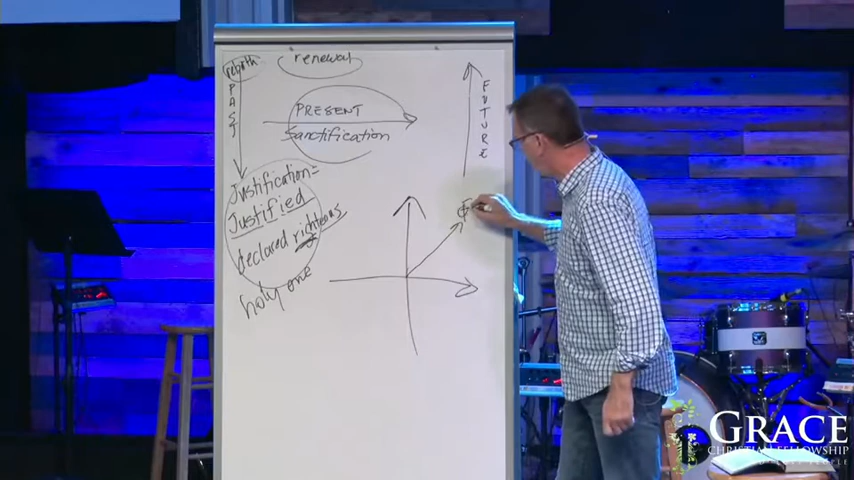 rebirth
renewal
PAST
PRESENT
Sanctification
FUTURE
Justification=
Justified
declared righteous
holy one
GRACE
CHRISTIAN FELLOWSHIP